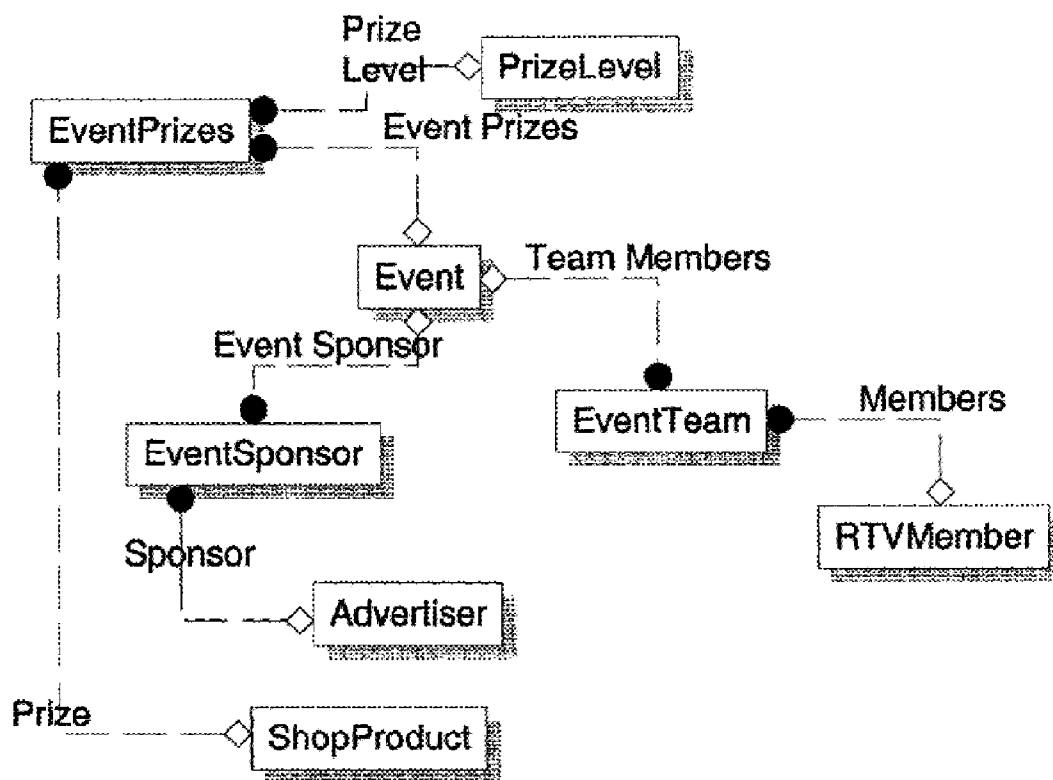 Prize
Level
PrizeLevel
EventPrizes
Event Prizes
Event
Team Members
Event Sponsor
EventTeam
Members
EventSponsor
RTVMember
Sponsor
Advertiser
Prize
ShopProduct